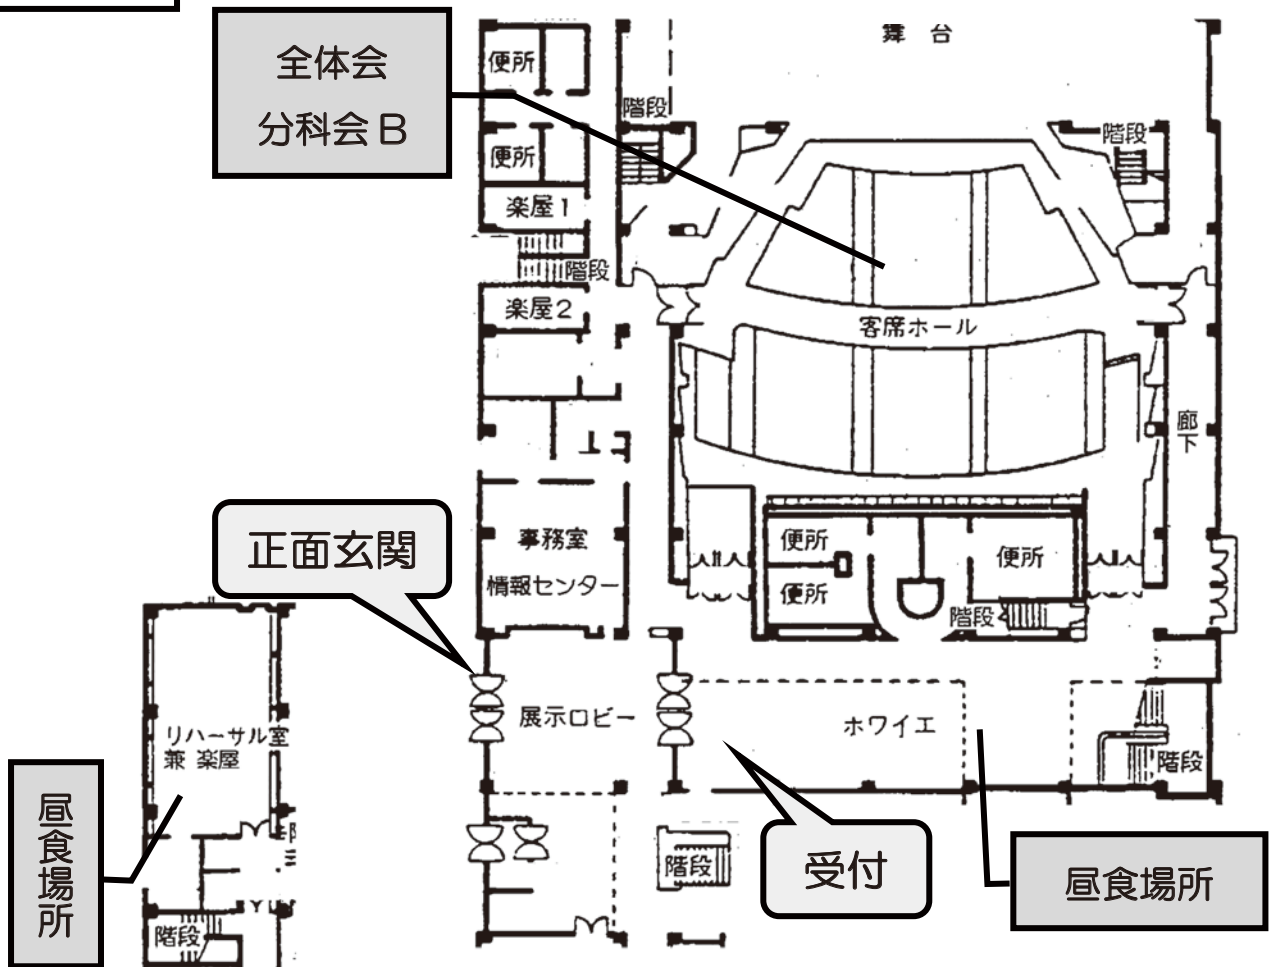 全体会
分科会B
舞台
便所
階段
階段
便所
楽屋1
階段
楽屋2
客席ホール
廊下
正面玄関
事務室
情報センター
便所
便所
便所
階段
展示ロビー
ホワイエ
階段
リハーサル室
兼 楽屋
昼食場所
階段
受付
昼食場所
階段